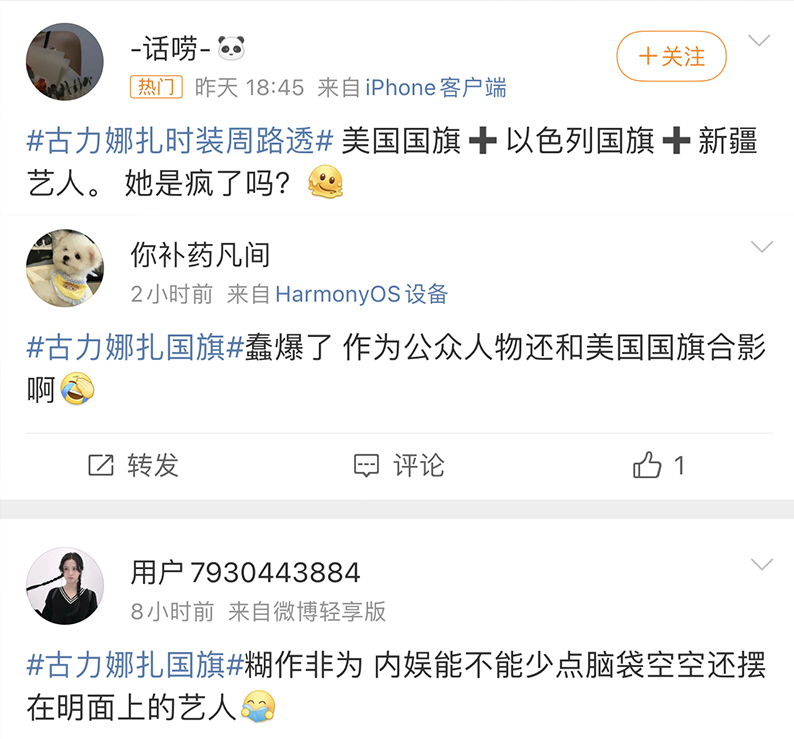 -话唠-🐼
+关注
热门 昨天 18:45 来自 iPhone客户端
#古力娜扎时装周路透# 美国国旗➕以色列国旗➕新疆
艺人。 她是疯了吗？🫠
你补药凡间
2小时前 来自 HarmonyOS设备
#古力娜扎国旗#蠢爆了 作为公众人物还和美国国旗合影
啊🤣
转发 评论 1
用户7930443884
8小时前 来自微博轻享版
#古力娜扎国旗#糊作非为 内娱能不能少点脑袋空空还摆
在明面上的艺人